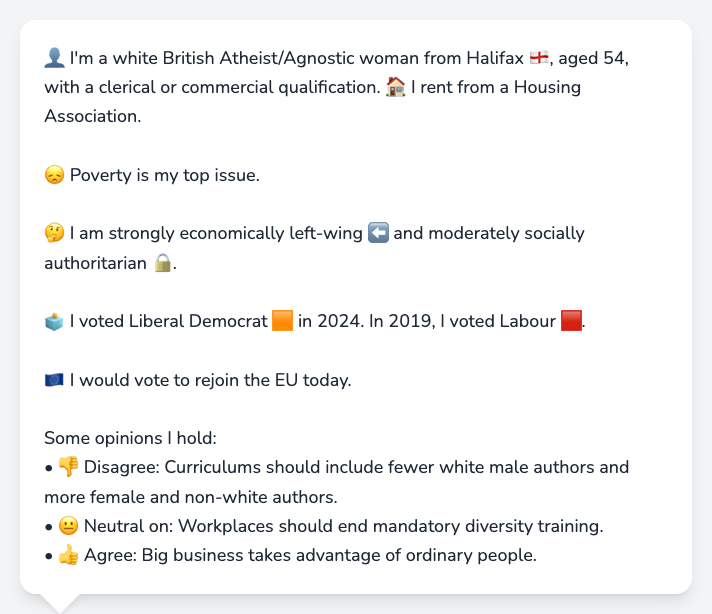 👤 I'm a white British Atheist/Agnostic woman from Halifax 🏴󠁧󠁢󠁥󠁮󠁧󠁿, aged 54,
with a clerical or commercial qualification. 🏠 I rent from a Housing
Association.
😞 Poverty is my top issue.
🤔 I am strongly economically left-wing ⬅️ and moderately socially
authoritarian 🔒.
🗳️ I voted Liberal Democrat 🟧 in 2024. In 2019, I voted Labour 🟥.
🇪🇺 I would vote to rejoin the EU today.
Some opinions I hold:
• 👎 Disagree: Curriculums should include fewer white male authors and
more female and non-white authors.
• 😐 Neutral on: Workplaces should end mandatory diversity training.
• 👍 Agree: Big business takes advantage of ordinary people.